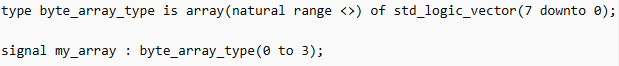 type byte_array_type is array(natural range <>) of std_logic_vector(7 downto 0);
signal my_array : byte_array_type(0 to 3);